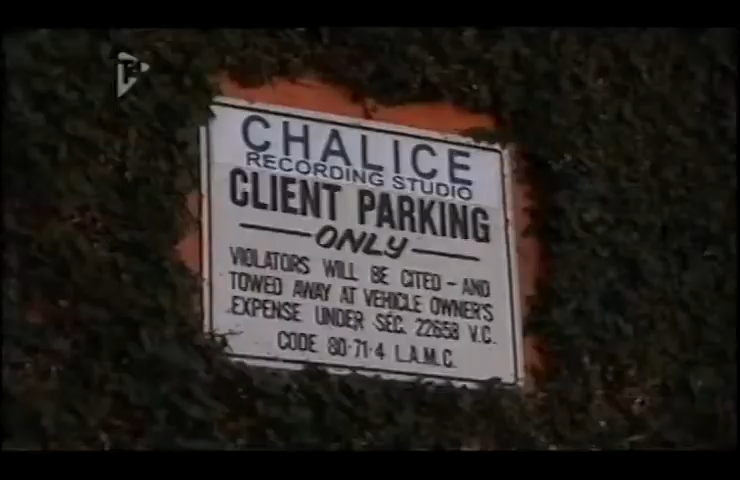 CHALICE
RECORDING STUDIO
CLIENT PARKING
ONLY
VIOLATORS WILL BE CITED - AND
TOWED AWAY AT VEHICLE OWNER'S
EXPENSE UNDER SEC. 22658 V.C.
CODE 80·71·4 L.A.M.C.